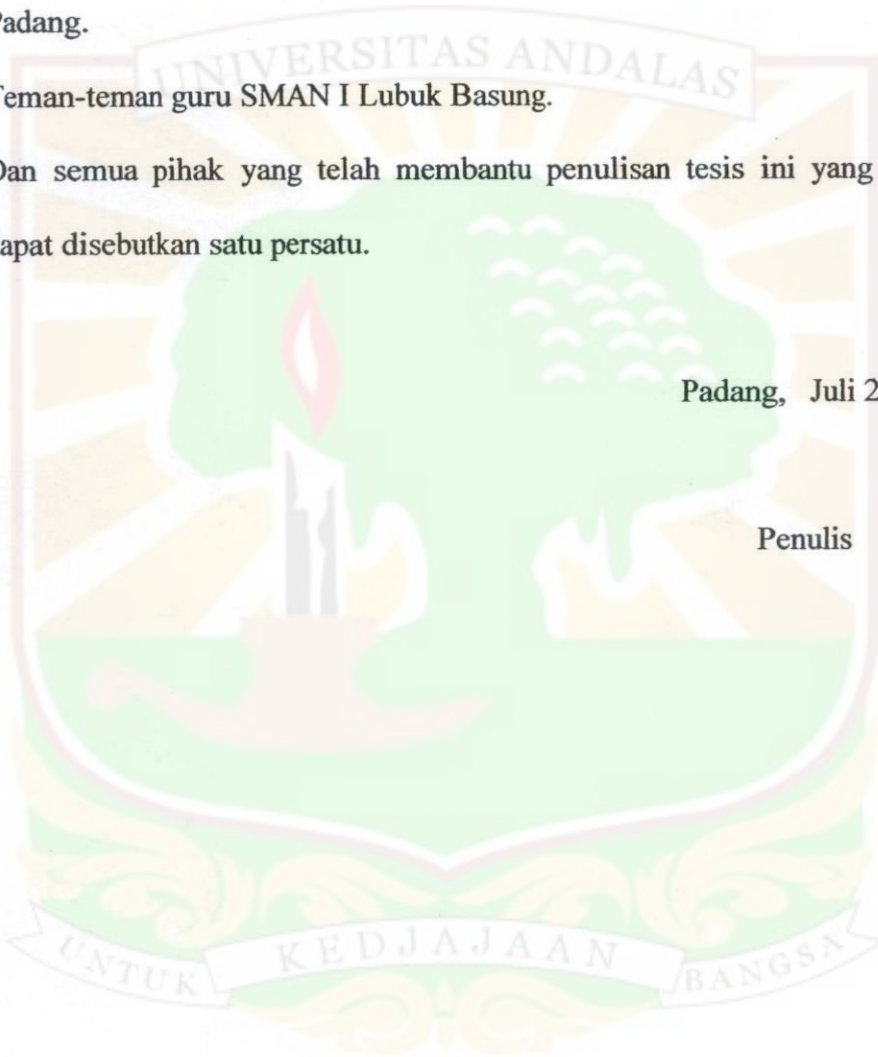 Padang.
UNIVERSITAS ANDALAS
Teman-teman guru SMAN I Lubuk Basung.
Dan semua pihak yang telah membantu penulisan tesis ini yang
apat disebutkan satu persatu.
Padang, Juli 2
Penulis
UNTUK KEDJAJAAN BANGSA